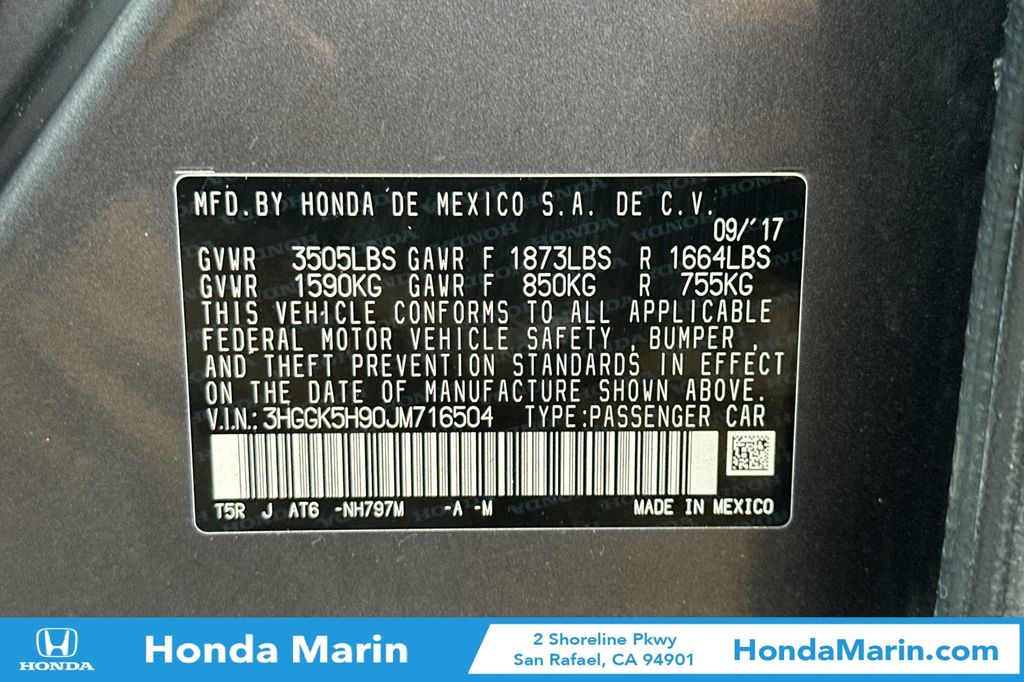 MFD.BY HONDA DE MEXICO S.A. DE C.V.
09/'17
GVWR 3505LBS GAWR F 1873LBS R 1664LBS
GVWR 1590KG GAWR F 850KG R 755KG
THIS VEHICLE CONFORMS TO ALL APPLICABLE
FEDERAL MOTOR VEHICLE SAFETY , BUMPER ,
AND THEFT PREVENTION STANDARDS IN EFFECT
ON THE DATE OF MANUFACTURE SHOWN ABOVE.
V.I.N.: 3HGGK5H90JM716504 TYPE:PASSENGER CAR
T5R J AT6 -NH797M -A -M MADE IN MEXICO
HONDA
Honda Marin
2 Shoreline Pkwy
San Rafael, CA 94901
HondaMarin.com